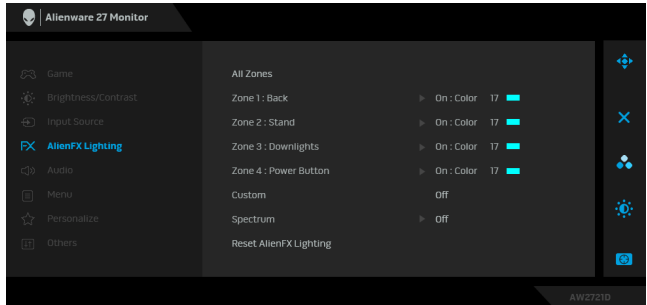 Alienware 27 Monitor
Game
Brightness/Contrast
Input Source
FX AlienFX Lighting
Audio
Menu
Personalize
Others
All Zones
Zone 1 : Back On : Color 17
Zone 2 : Stand On : Color 17
Zone 3 : Downlights On : Color 17
Zone 4 : Power Button On : Color 17
Custom Off
Spectrum Off
Reset AlienFX Lighting
AW2721D